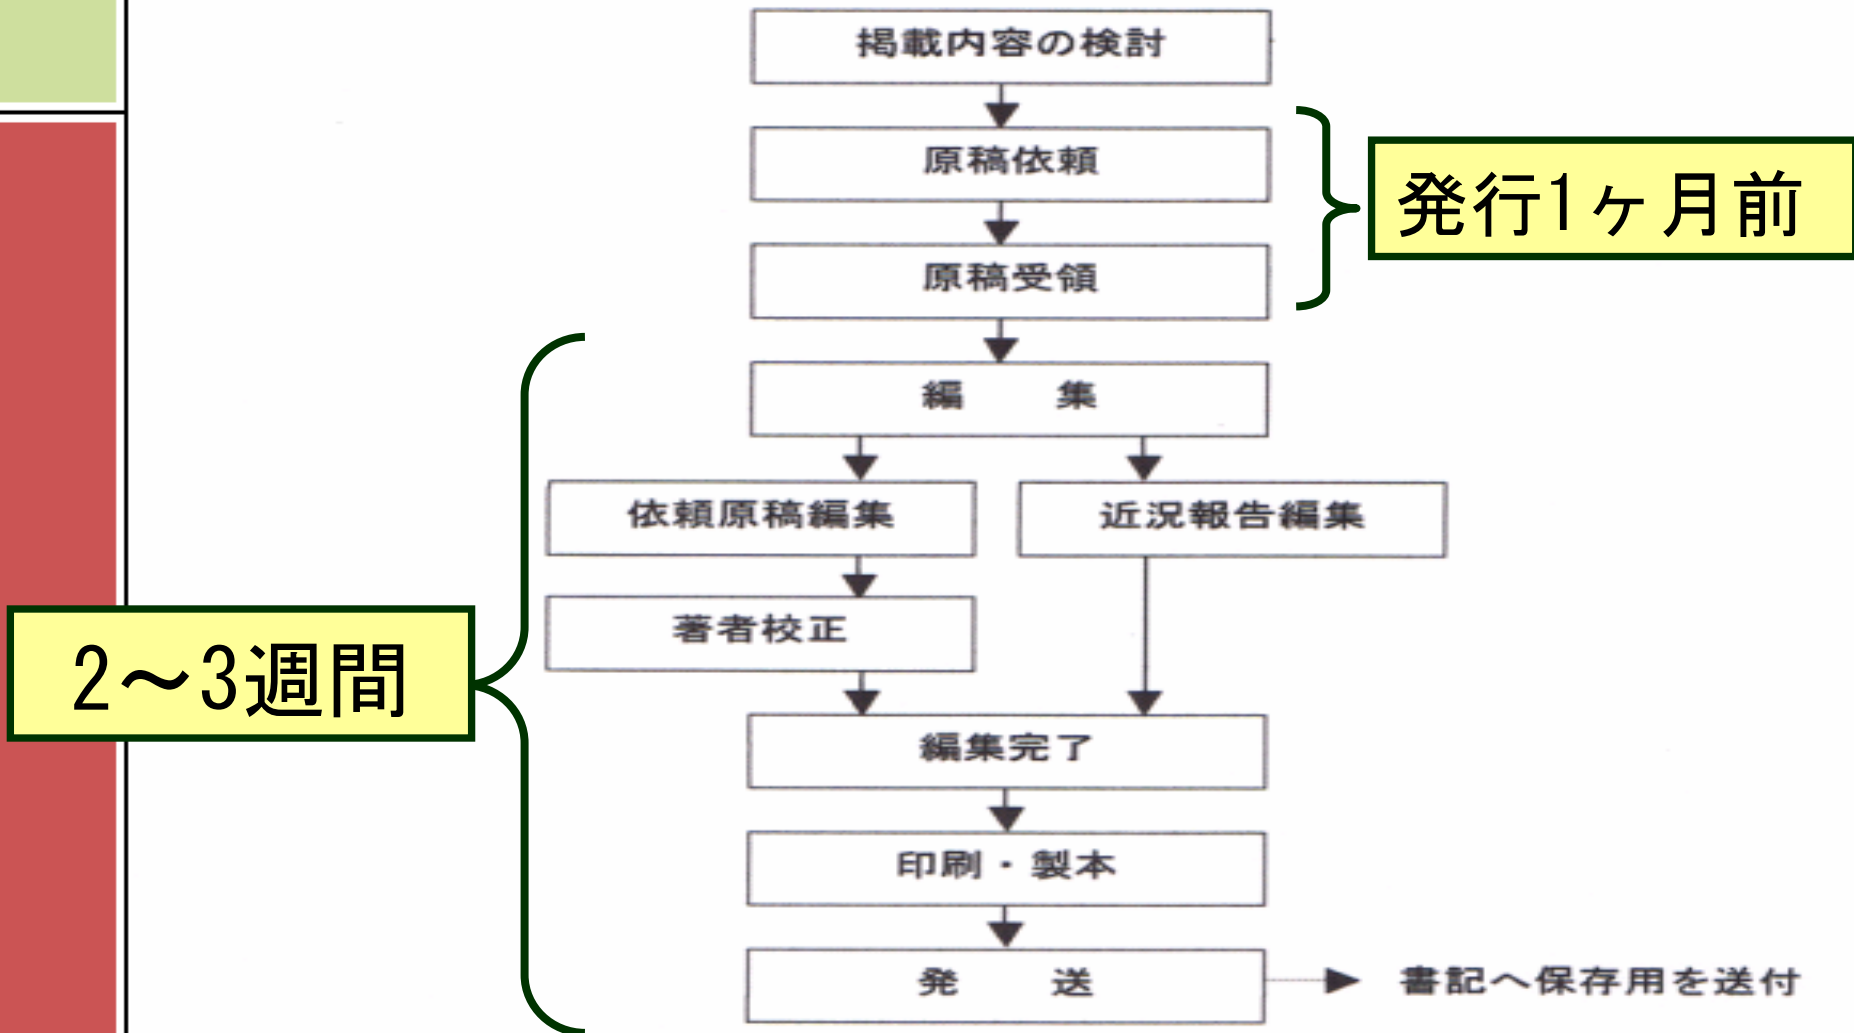 掲載内容の検討
原稿依頼
発行1ヶ月前
原稿受領
編　　集
依頼原稿編集
近況報告編集
著者校正
2～3週間
編集完了
印刷・製本
発　　送
書記へ保存用を送付